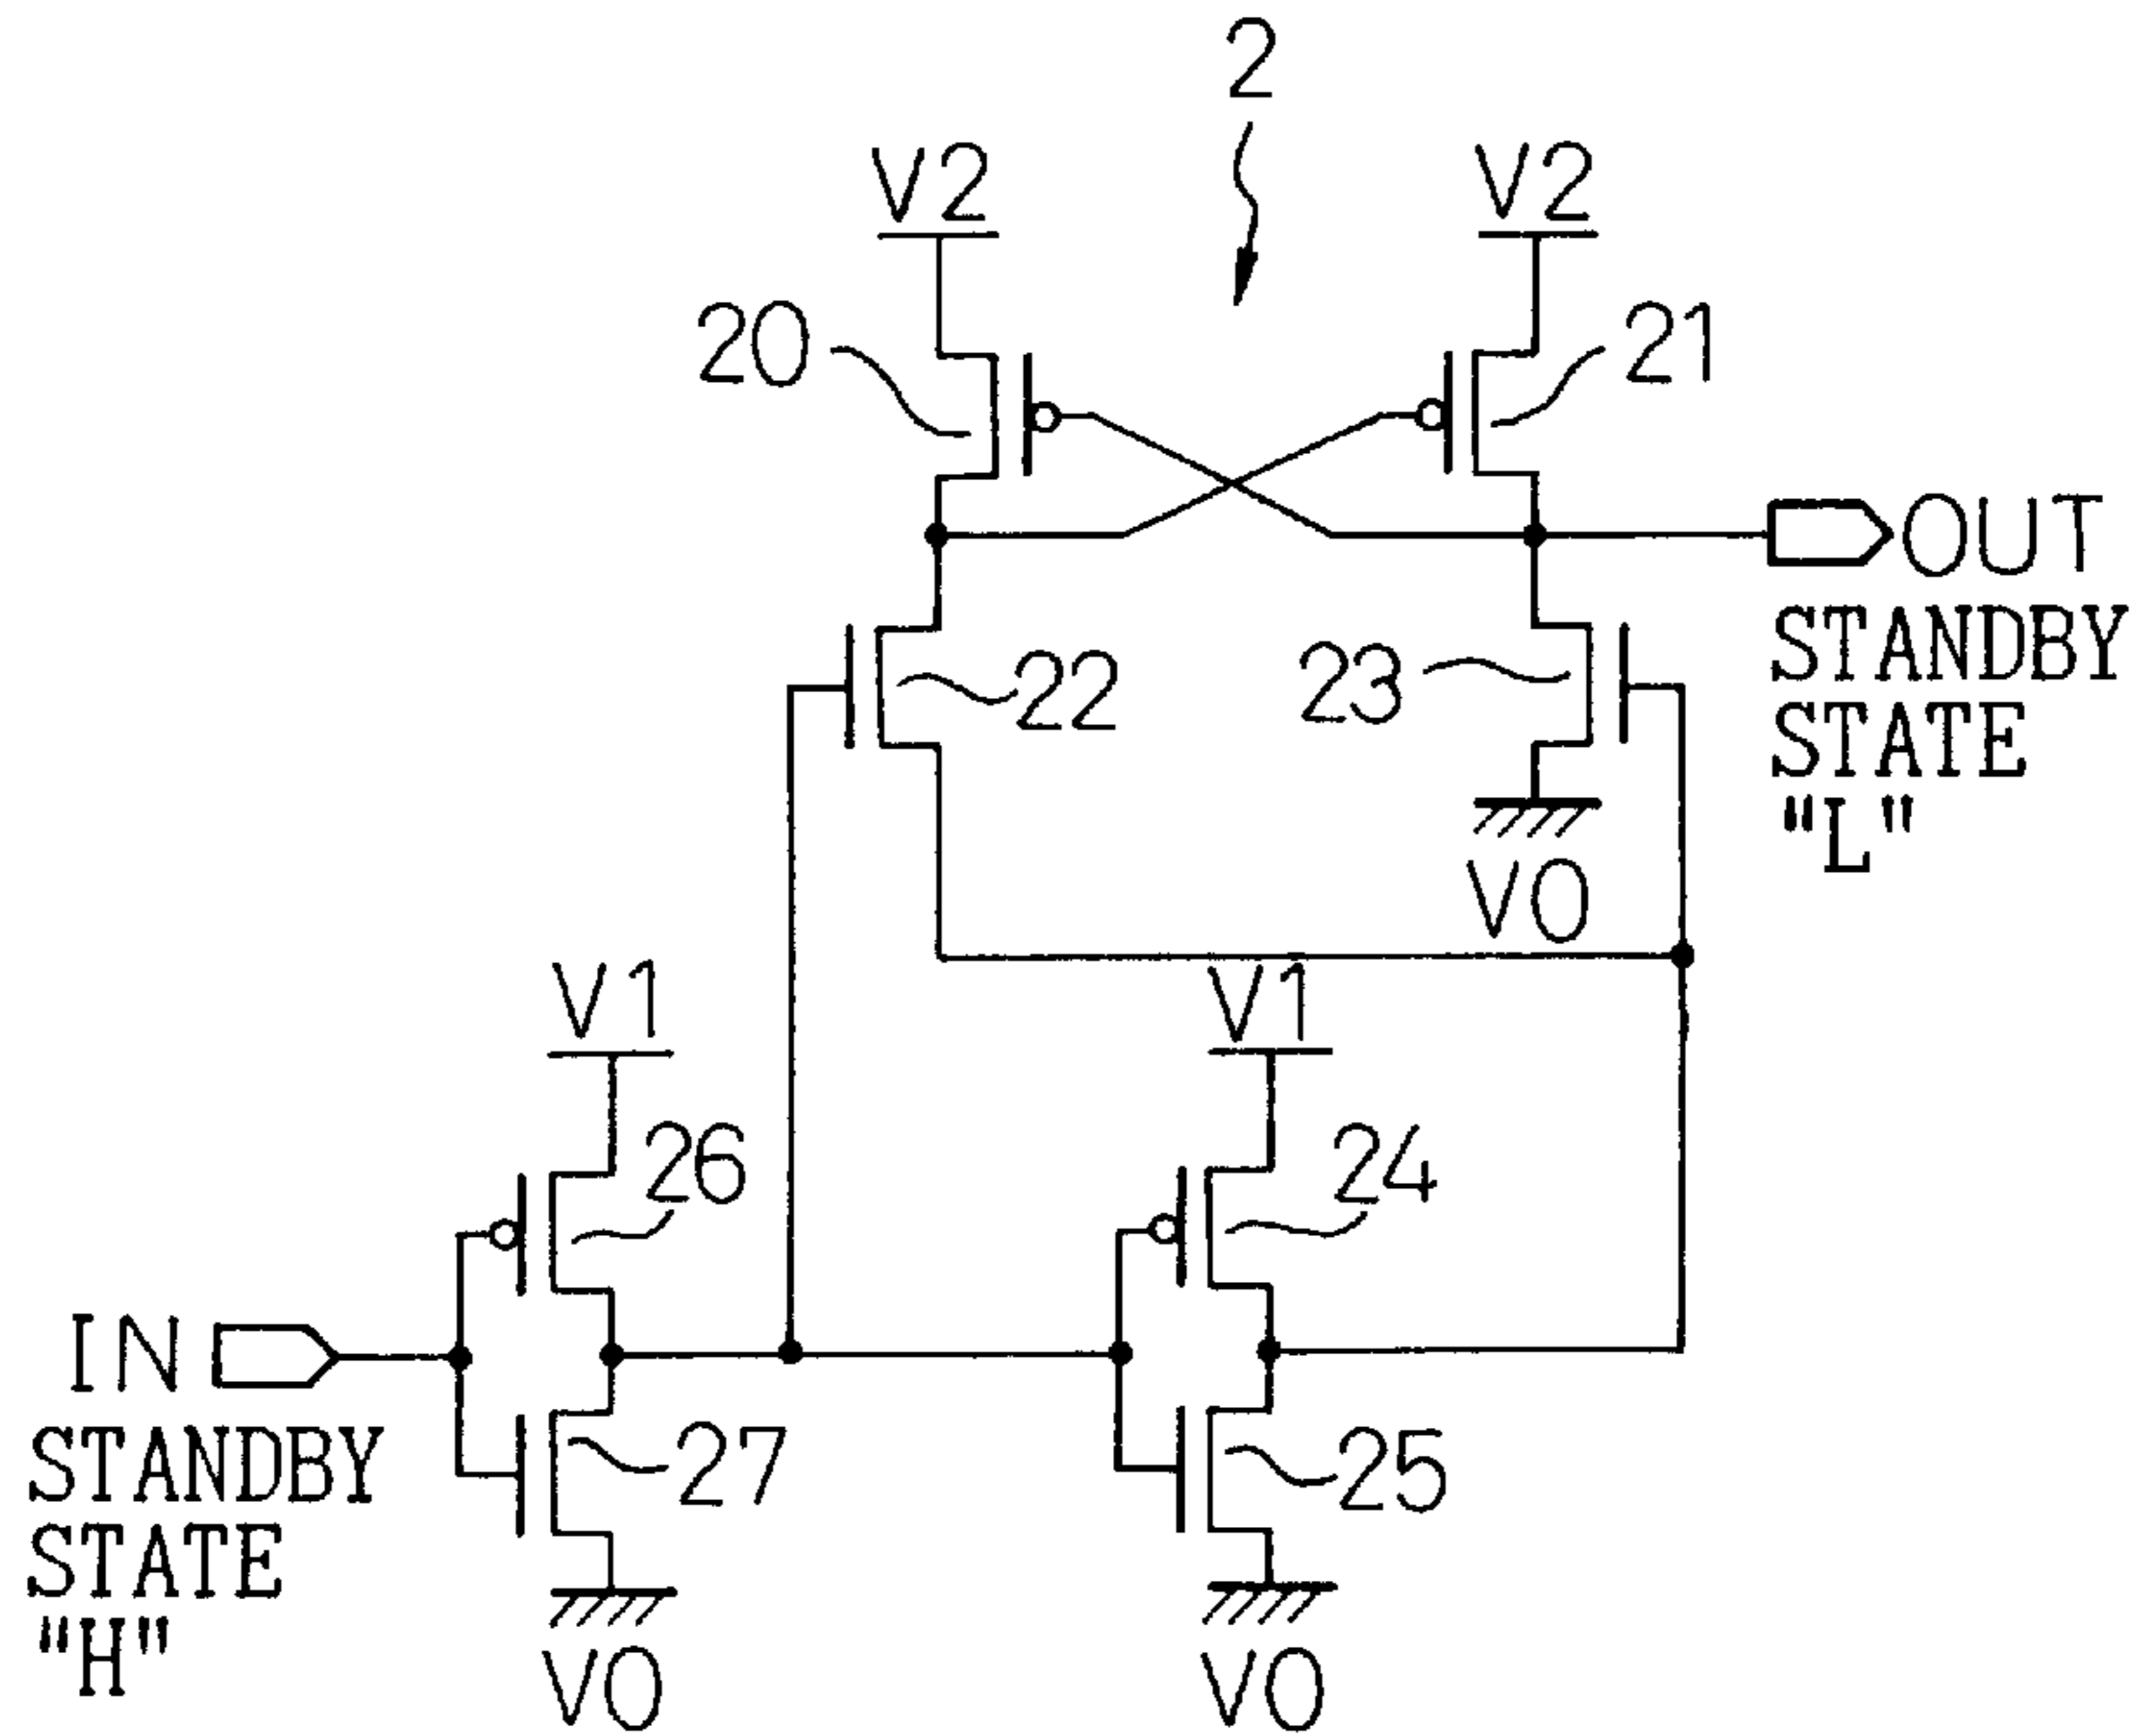 2
V2
V2
20
21
OUT
STANDBY
STATE
"L"
22
23
V0
V1
V1
26
24
IN
STANDBY
STATE
"H"
27
25
V0
V0